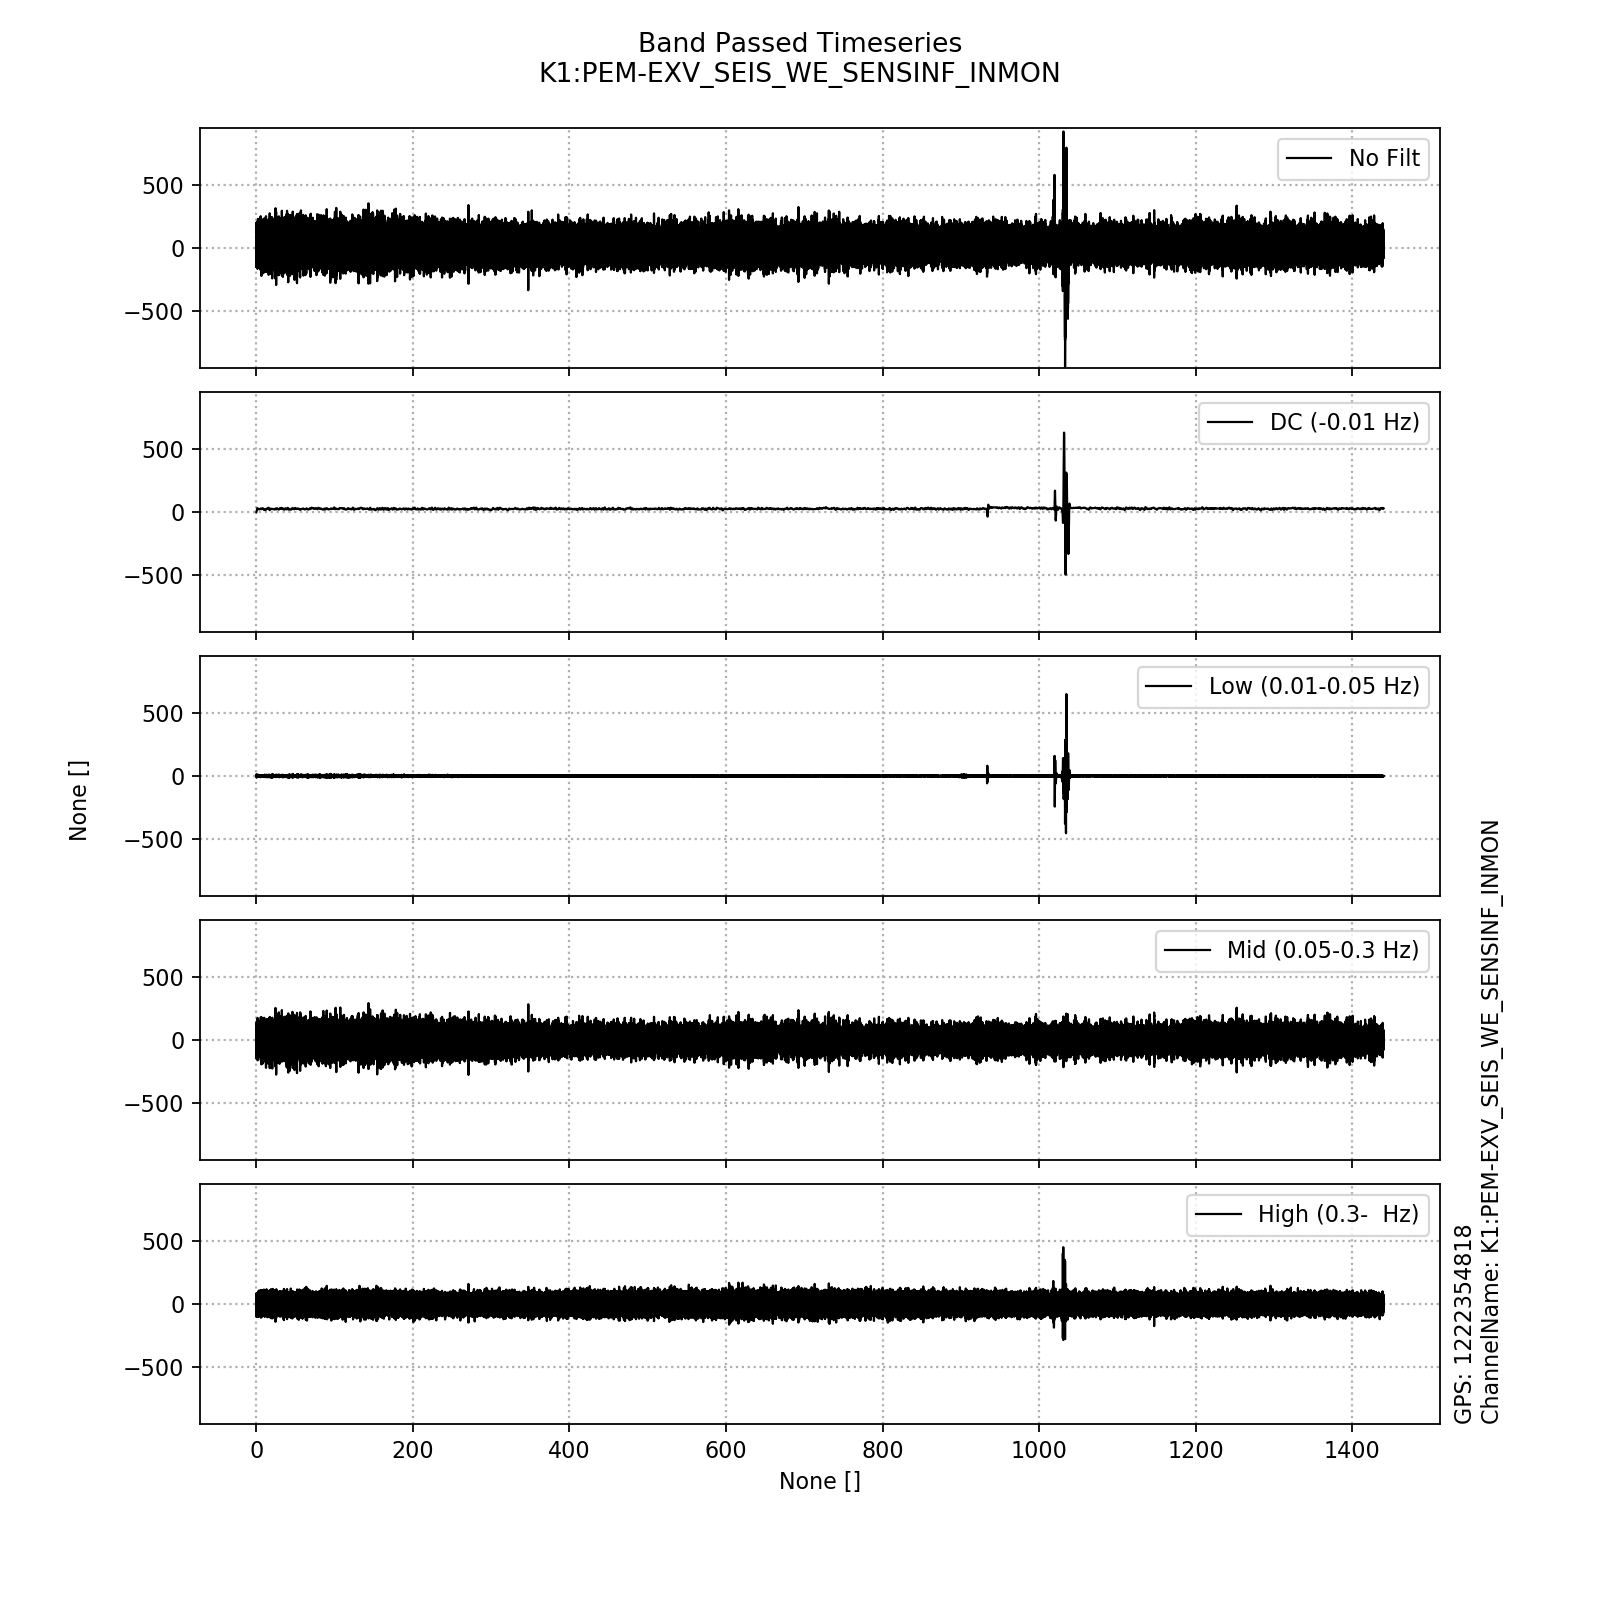 Band Passed Timeseries
K1:PEM-EXV_SEIS_WE_SENSINF_INMON
No Filt
500
0
−500
DC (-0.01 Hz)
500
0
−500
Low (0.01-0.05 Hz)
500
0
−500
Mid (0.05-0.3 Hz)
500
0
−500
High (0.3-  Hz)
500
0
−500
0 200 400 600 800 1000 1200 1400
None []
None []
GPS: 1222354818
ChannelName: K1:PEM-EXV_SEIS_WE_SENSINF_INMON